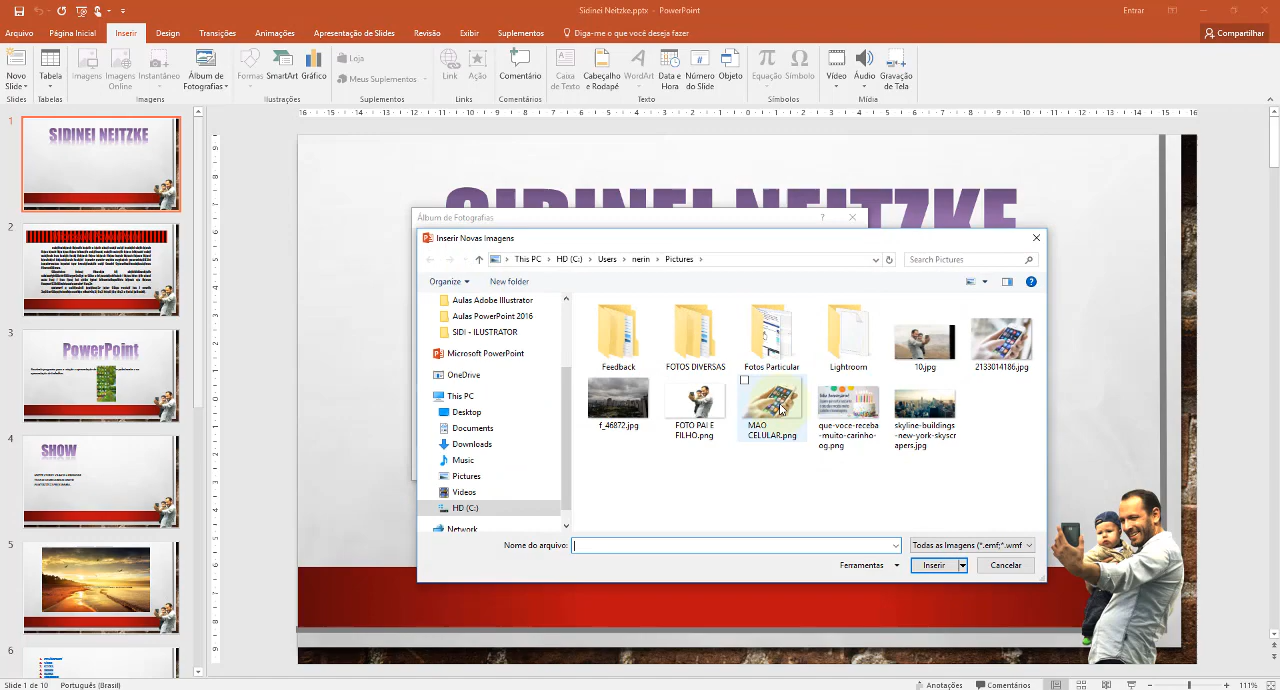 Sidinei Neitzke.pptx - PowerPoint
Entrar
Arquivo
Página Inicial
Inserir
Design
Transições
Animações
Apresentação de Slides
Revisão
Exibir
Suplementos
Diga-me o que você deseja fazer
Compartilhar
Novo Slide
Tabela
Imagens
Imagens Online
Instantâneo
Álbum de Fotografias
Formas
SmartArt
Gráfico
Loja
Meus Suplementos
Link
Ação
Comentário
Caixa de Texto
Cabeçalho e Rodapé
WordArt
Data e Hora
Número do Slide
Objeto
Equação
Símbolo
Vídeo
Áudio
Gravação de Tela
Slides
Tabelas
Imagens
Ilustrações
Suplementos
Links
Comentários
Texto
Símbolos
Mídia
1
SIDINEI NEITZKE
2
3
PowerPoint
4
SHOW
5
6
SIDINEI NEITZKE
Álbum de Fotografias
Inserir Novas Imagens
This PC
HD (C:)
Users
nerin
Pictures
Search Pictures
Organize
New folder
Aulas Adobe Illustrator
Aulas PowerPoint 2016
SIDI - ILUSTRATOR
Microsoft PowerPoint
OneDrive
This PC
Desktop
Documents
Downloads
Music
Pictures
Videos
HD (C:)
Network
Feedback
FOTOS DIVERSAS
Fotos Particular
Lightroom
10.jpg
2133014186.jpg
f_46872.jpg
FOTO PAI E FILHO.png
MAO CELULAR.png
que-voce-receba-muito-carinho-og.png
skyline-buildings-new-york-skyscrapers.jpg
Nome do arquivo:
Todas as Imagens (*.emf;*.wmf
Ferramentas
Inserir
Cancelar
Slide 1 de 10
Português (Brasil)
Anotações
Comentários
111%